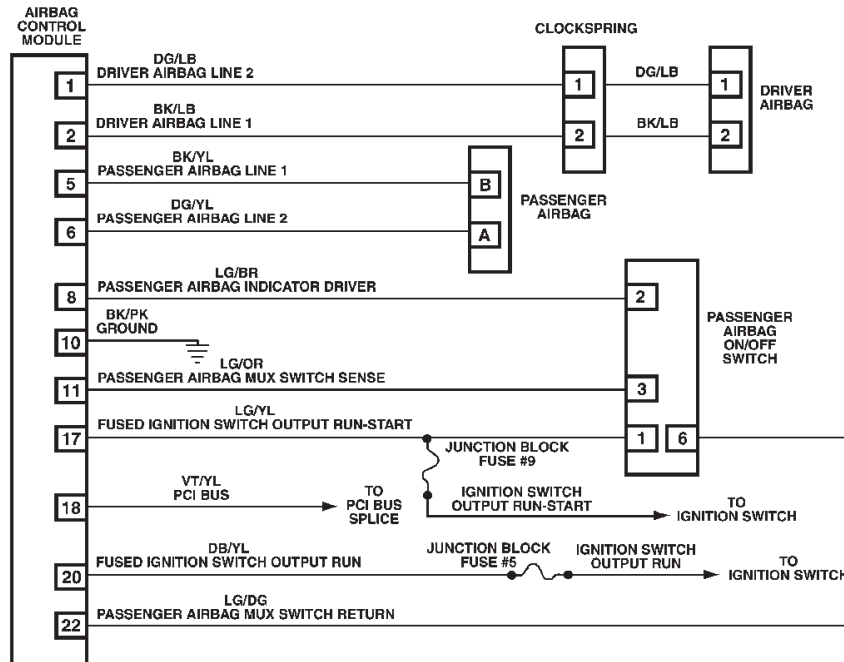 AIRBAG
CONTROL
MODULE
CLOCKSPRING
1
DG/LB
DRIVER AIRBAG LINE 2
1
DG/LB
1
DRIVER
AIRBAG
2
BK/LB
DRIVER AIRBAG LINE 1
2
BK/LB
2
5
BK/YL
PASSENGER AIRBAG LINE 1
B
PASSENGER
AIRBAG
6
DG/YL
PASSENGER AIRBAG LINE 2
A
8
LG/BR
PASSENGER AIRBAG INDICATOR DRIVER
2
PASSENGER
AIRBAG
ON/OFF
SWITCH
10
BK/PK
GROUND
11
LG/OR
PASSENGER AIRBAG MUX SWITCH SENSE
3
17
LG/YL
FUSED IGNITION SWITCH OUTPUT RUN-START
1
6
JUNCTION BLOCK
FUSE #9
18
VT/YL
PCI BUS
TO
PCI BUS
SPLICE
IGNITION SWITCH
OUTPUT RUN-START
TO
IGNITION SWITCH
20
DB/YL
FUSED IGNITION SWITCH OUTPUT RUN
JUNCTION BLOCK
FUSE #5
IGNITION SWITCH
OUTPUT RUN
TO
IGNITION SWITCH
22
LG/DG
PASSENGER AIRBAG MUX SWITCH RETURN